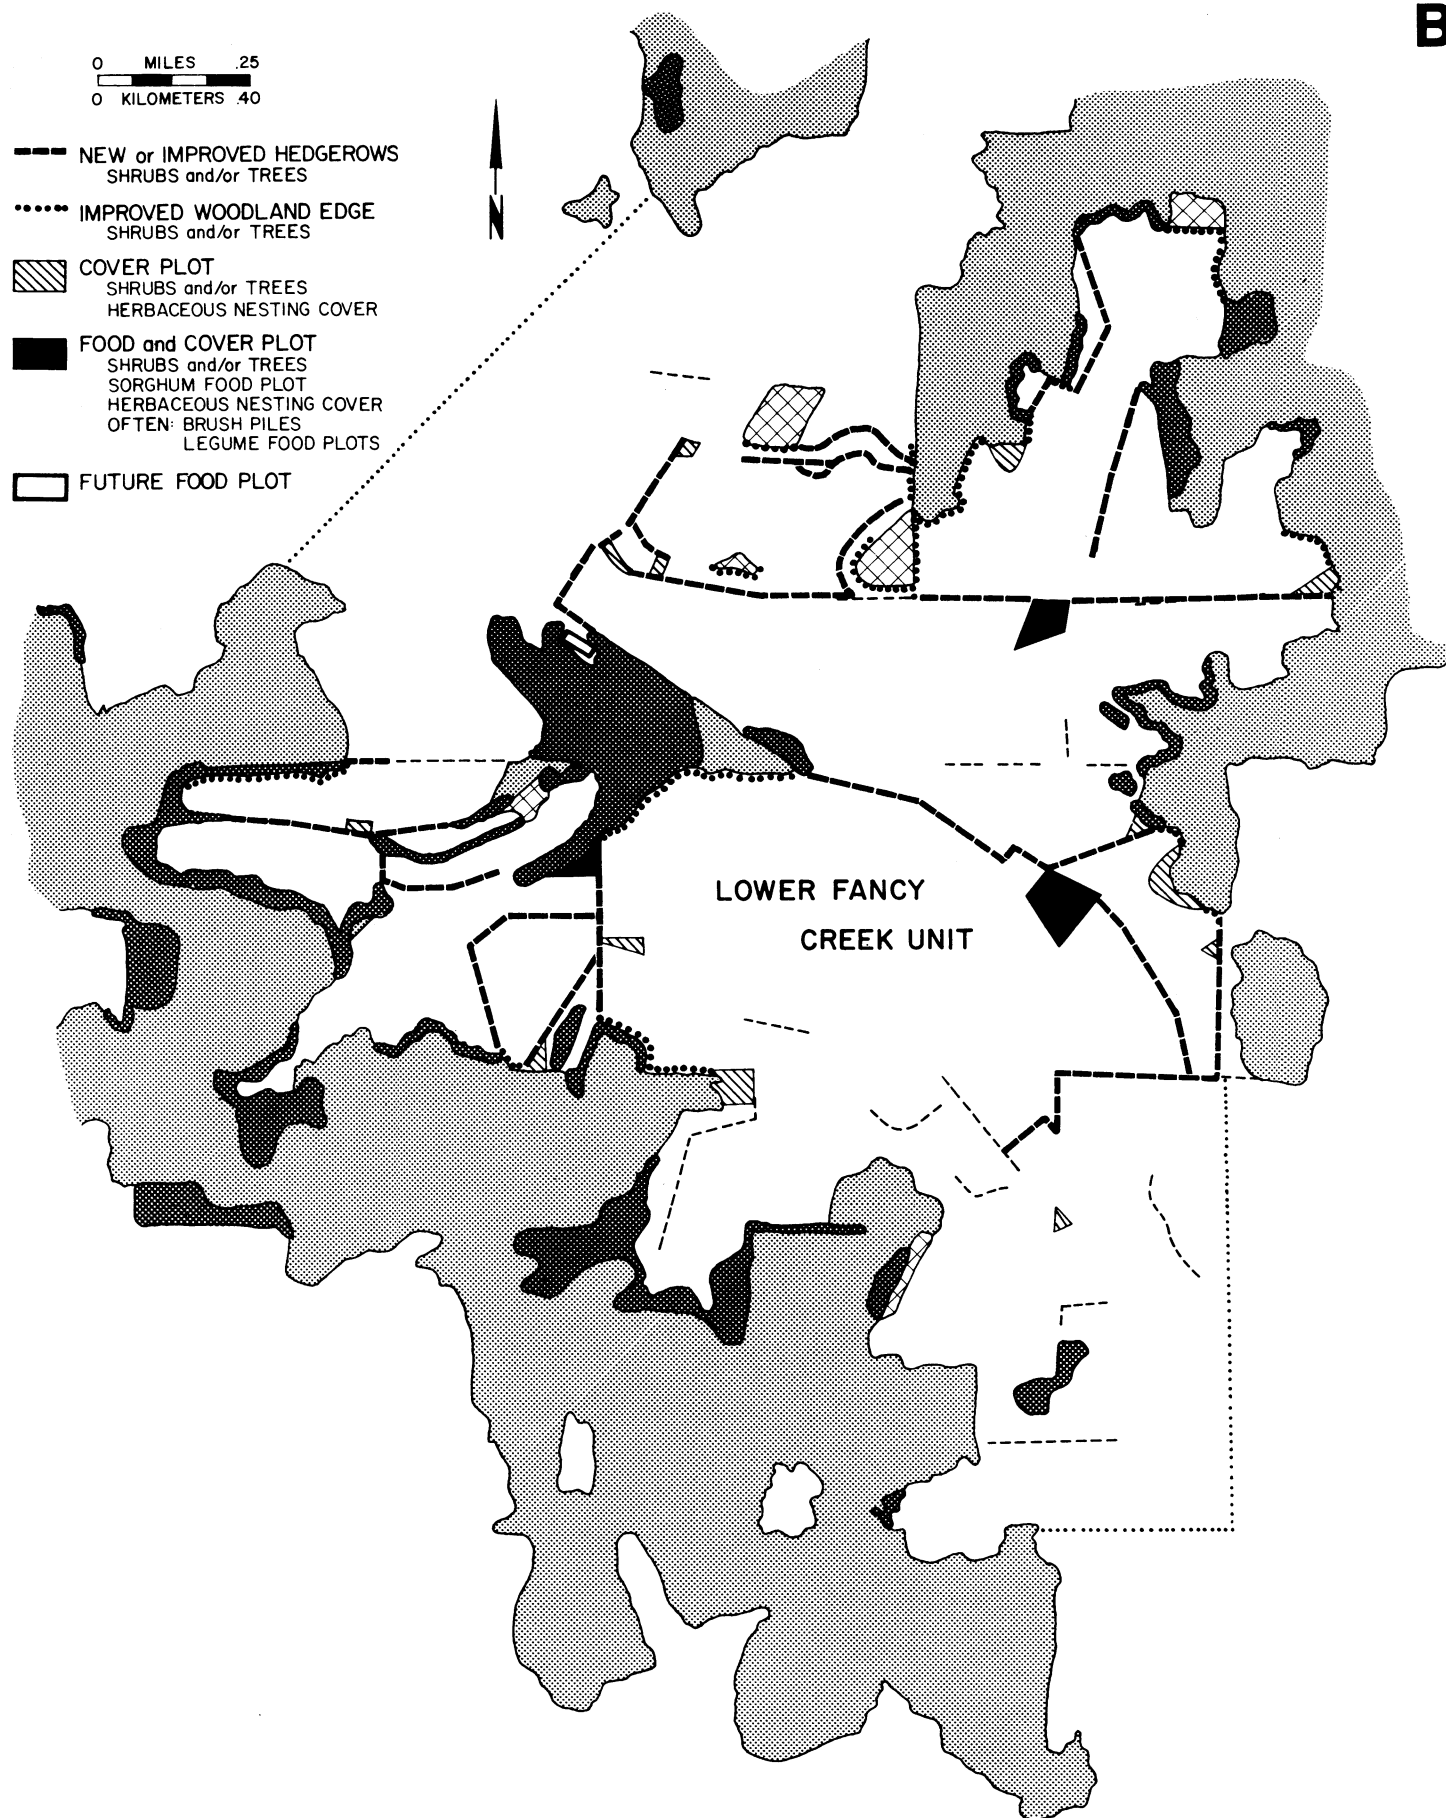 B
0 MILES .25
0 KILOMETERS .40
N
NEW or IMPROVED HEDGEROWS
SHRUBS and/or TREES
IMPROVED WOODLAND EDGE
SHRUBS and/or TREES
COVER PLOT
SHRUBS and/or TREES
HERBACEOUS NESTING COVER
FOOD and COVER PLOT
SHRUBS and/or TREES
SORGHUM FOOD PLOT
HERBACEOUS NESTING COVER
OFTEN: BRUSH PILES
LEGUME FOOD PLOTS
FUTURE FOOD PLOT
LOWER FANCY
CREEK UNIT